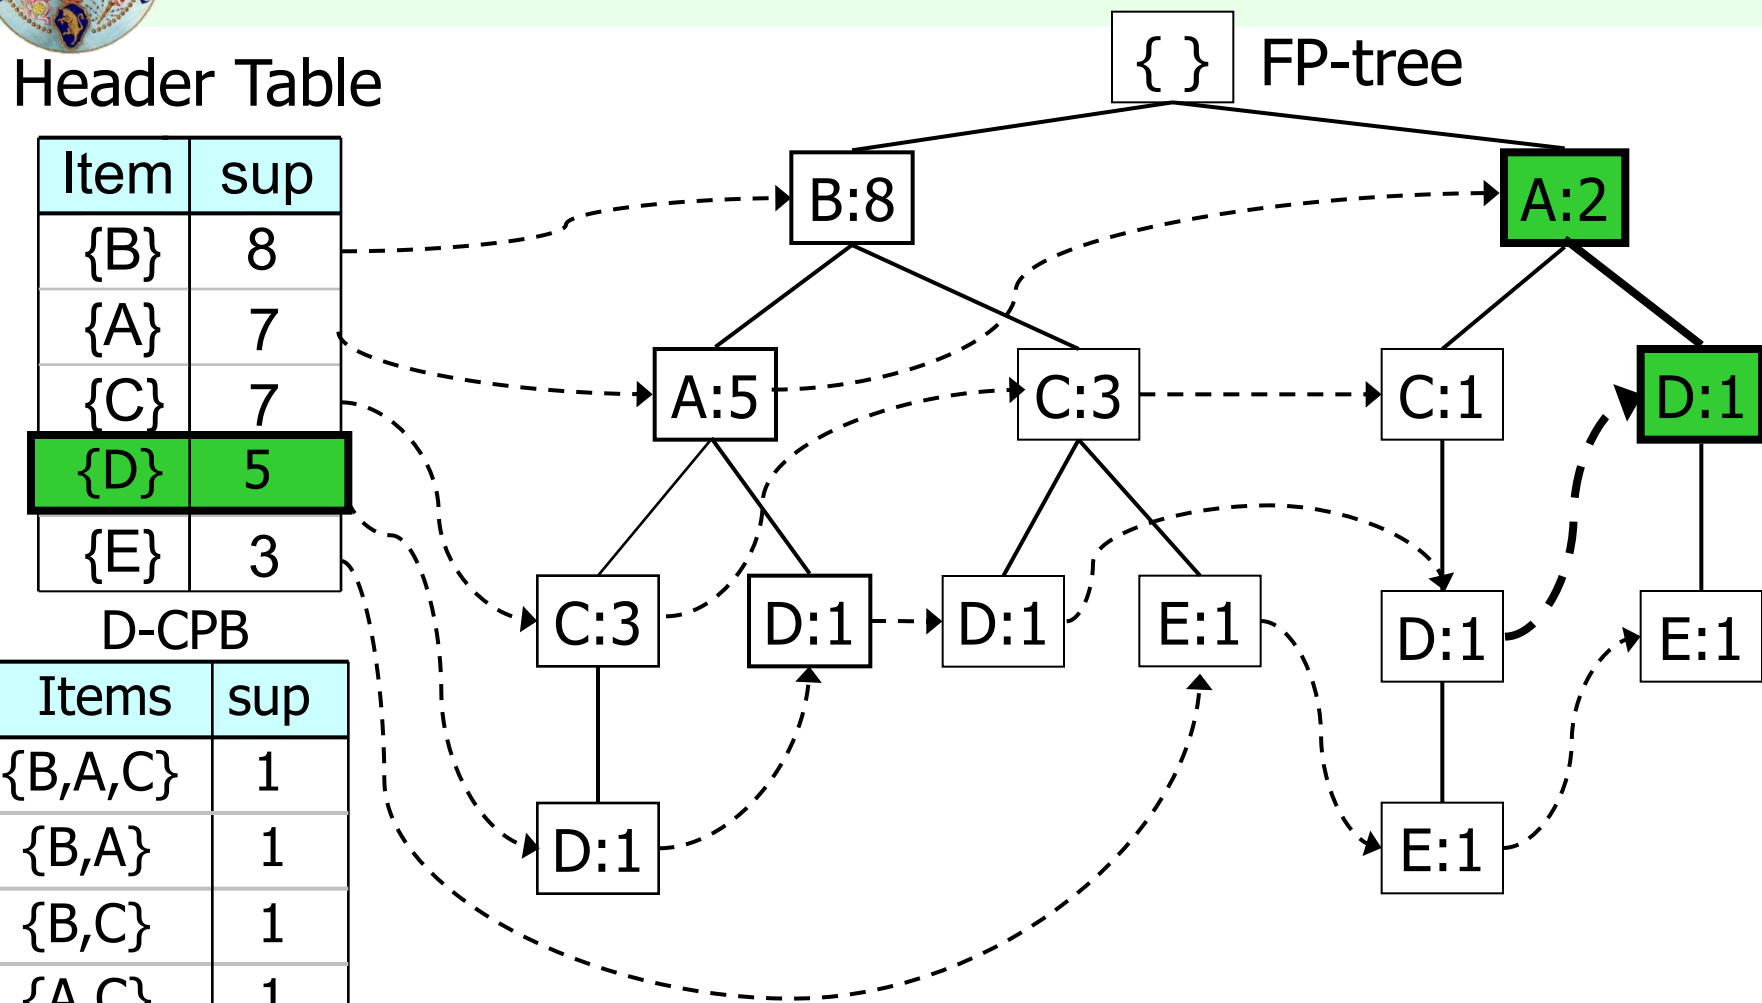 { } FP-tree
Header Table
Item sup
{B} 8
{A} 7
{C} 7
{D} 5
{E} 3
D-CPB
Items sup
{B,A,C} 1
{B,A} 1
{B,C} 1
{A,C} 1
B:8 A:2
A:5 C:3 C:1 D:1
C:3 D:1 D:1 E:1 D:1 E:1
D:1 E:1